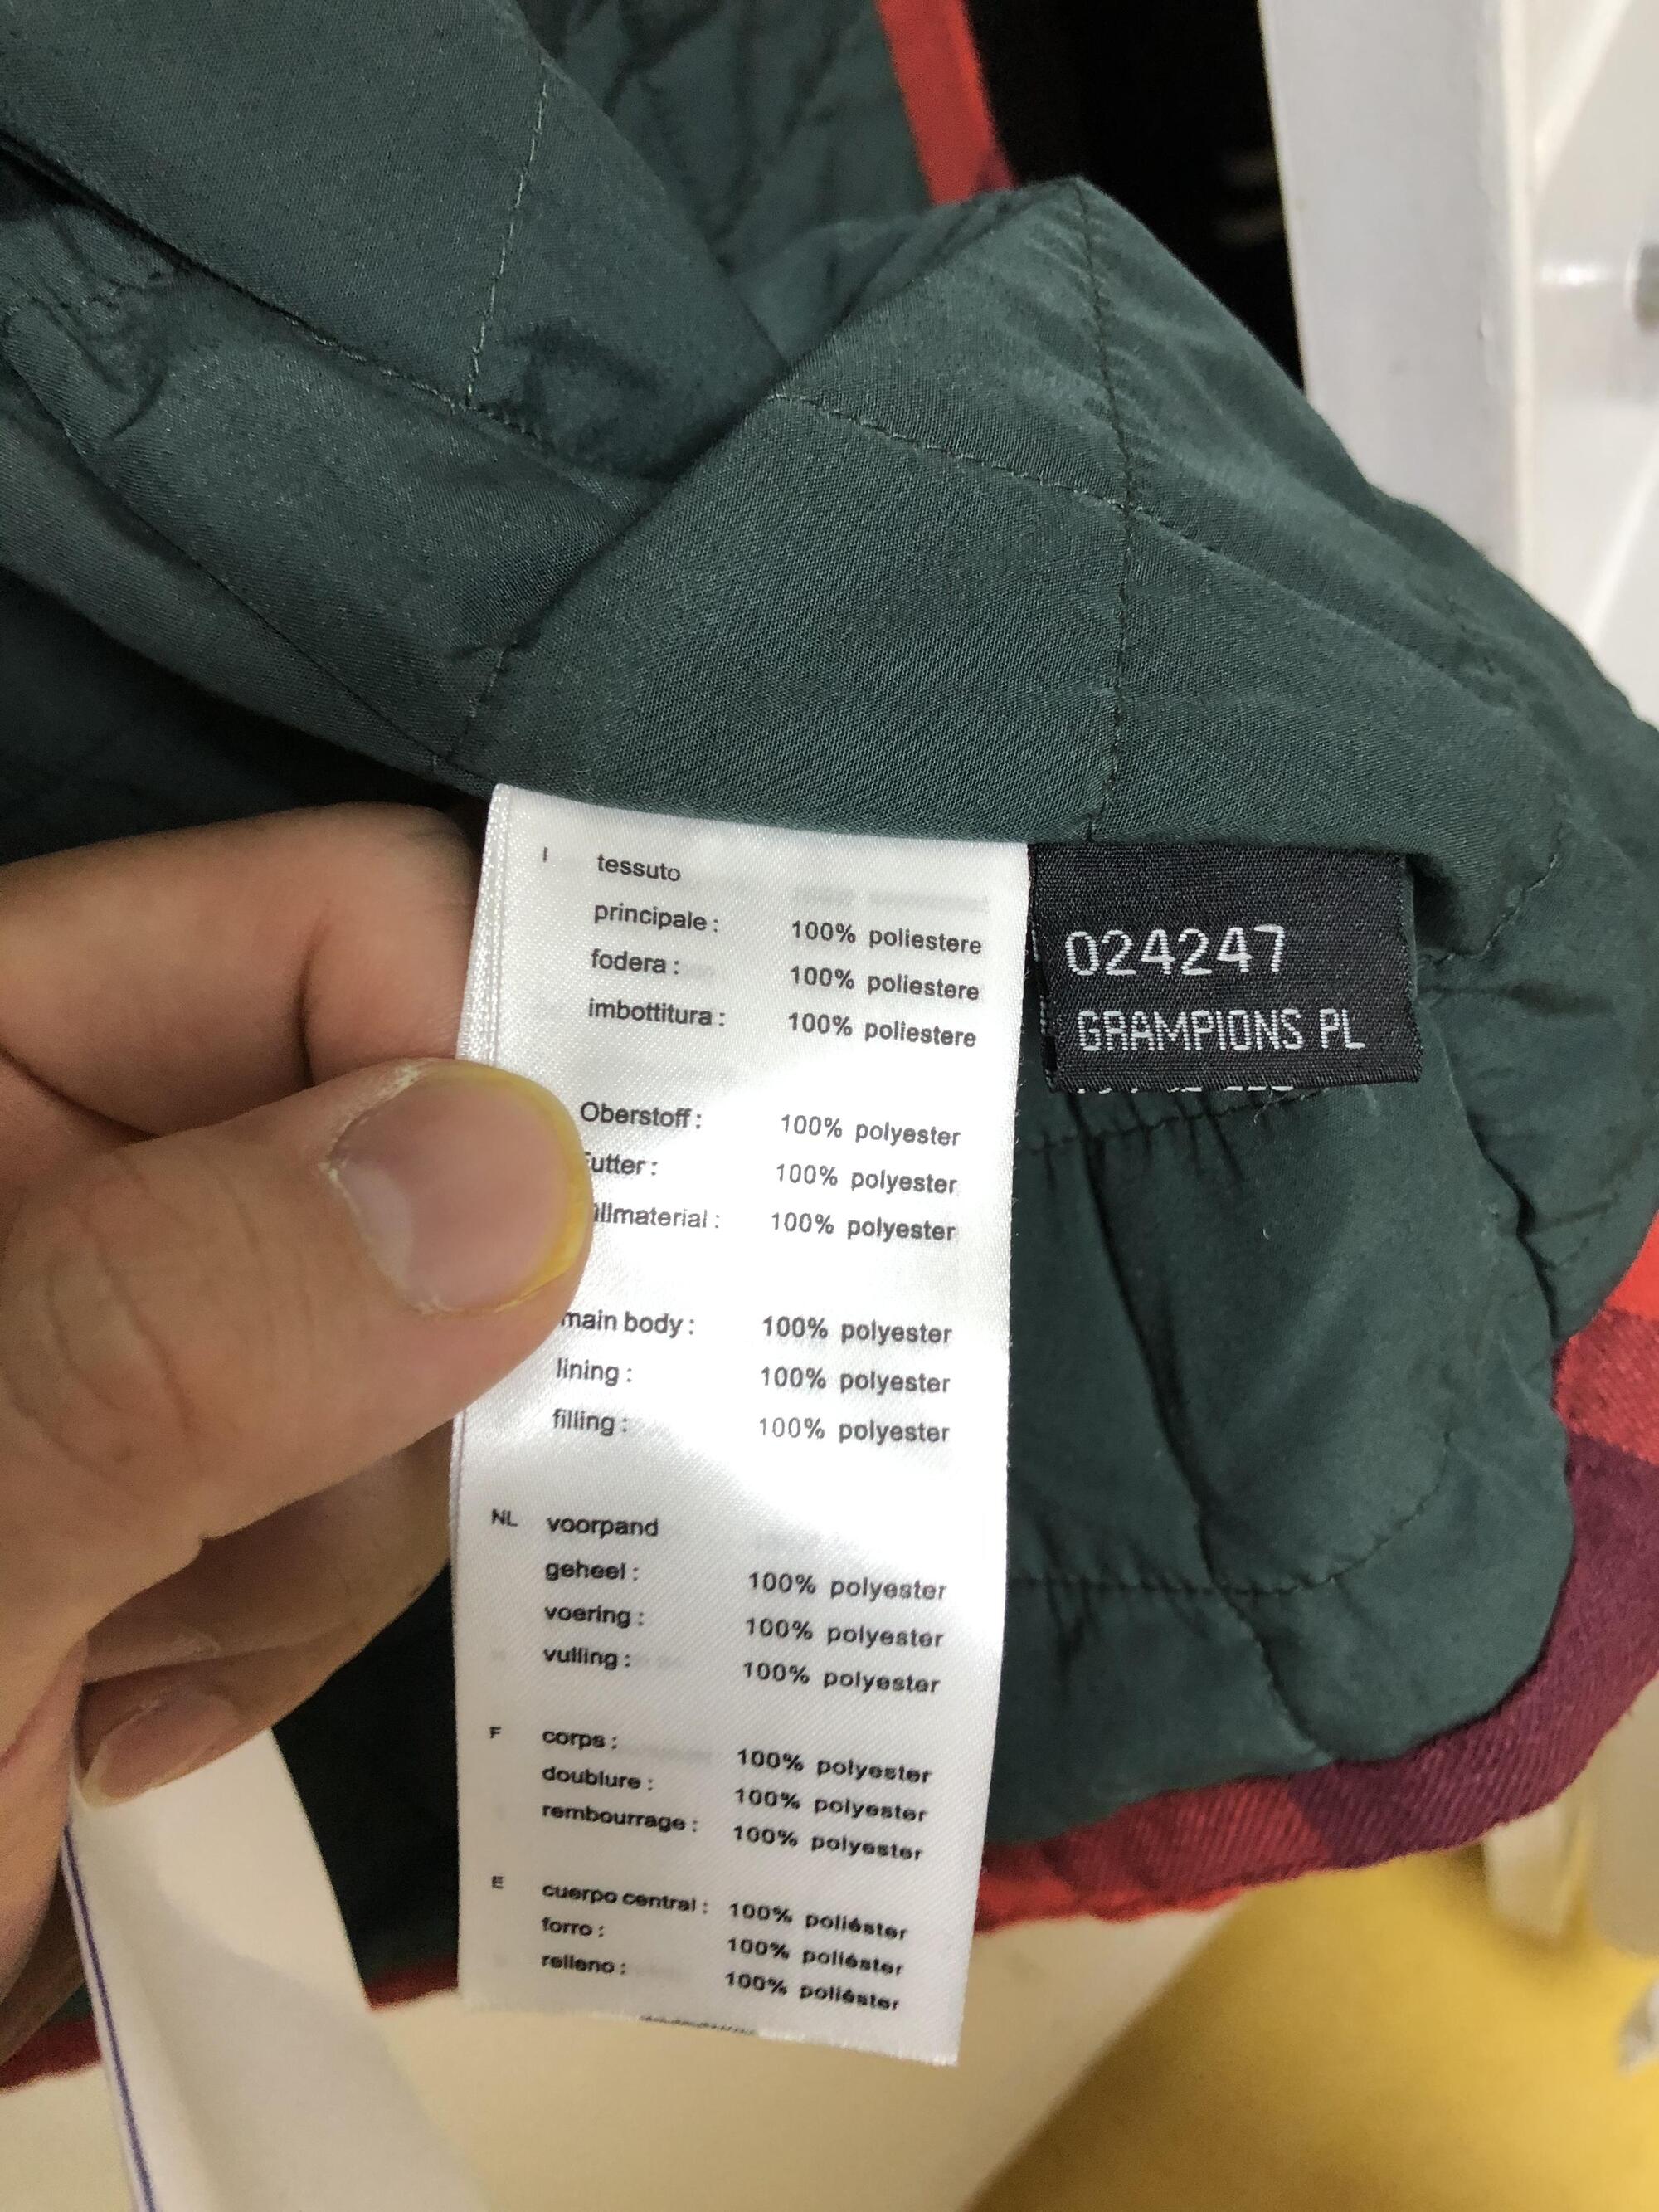 I tessuto
principale : 100% poliestere
fodera : 100% poliestere
imbottitura : 100% poliestere
Oberstoff : 100% polyester
utter : 100% polyester
illmaterial : 100% polyester
main body : 100% polyester
lining : 100% polyester
filling : 100% polyester
NL voorpand
geheel : 100% polyester
voering : 100% polyester
vulling : 100% polyester
F corps : 100% polyester
doublure : 100% polyester
rembourrage : 100% polyester
E cuerpo central : 100% poliéster
forro : 100% poliéster
relleno : 100% poliéster
024247
GRAMPIONS PL